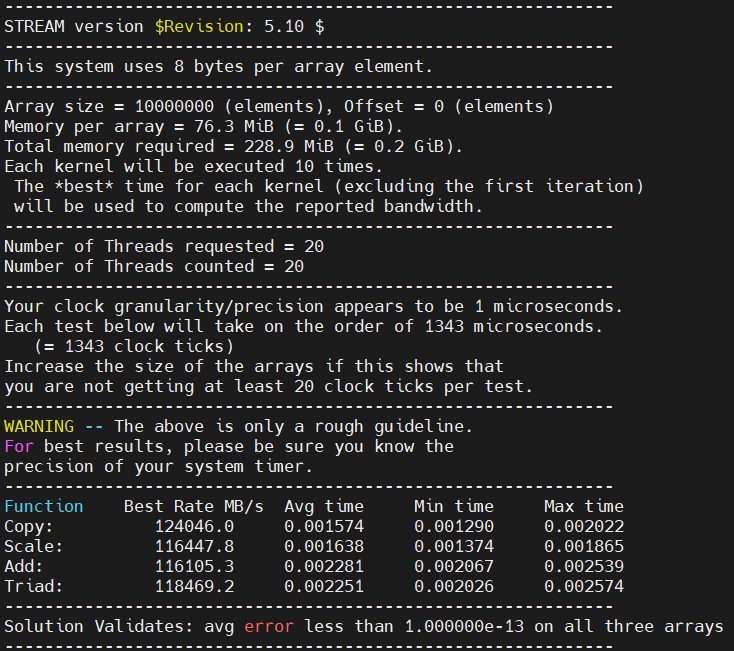 -------------------------------------------------------------
STREAM version $Revision: 5.10 $
-------------------------------------------------------------
This system uses 8 bytes per array element.
-------------------------------------------------------------
Array size = 10000000 (elements), Offset = 0 (elements)
Memory per array = 76.3 MiB (= 0.1 GiB).
Total memory required = 228.9 MiB (= 0.2 GiB).
Each kernel will be executed 10 times.
 The *best* time for each kernel (excluding the first iteration)
 will be used to compute the reported bandwidth.
-------------------------------------------------------------
Number of Threads requested = 20
Number of Threads counted = 20
-------------------------------------------------------------
Your clock granularity/precision appears to be 1 microseconds.
Each test below will take on the order of 1343 microseconds.
   (= 1343 clock ticks)
Increase the size of the arrays if this shows that
you are not getting at least 20 clock ticks per test.
-------------------------------------------------------------
WARNING -- The above is only a rough guideline.
For best results, please be sure you know the
precision of your system timer.
-------------------------------------------------------------
Function    Best Rate MB/s  Avg time     Min time     Max time
Copy:          124046.0     0.001574     0.001290     0.002022
Scale:         116447.8     0.001638     0.001374     0.001865
Add:           116105.3     0.002281     0.002067     0.002539
Triad:         118469.2     0.002251     0.002026     0.002574
-------------------------------------------------------------
Solution Validates: avg error less than 1.000000e-13 on all three arrays
-------------------------------------------------------------